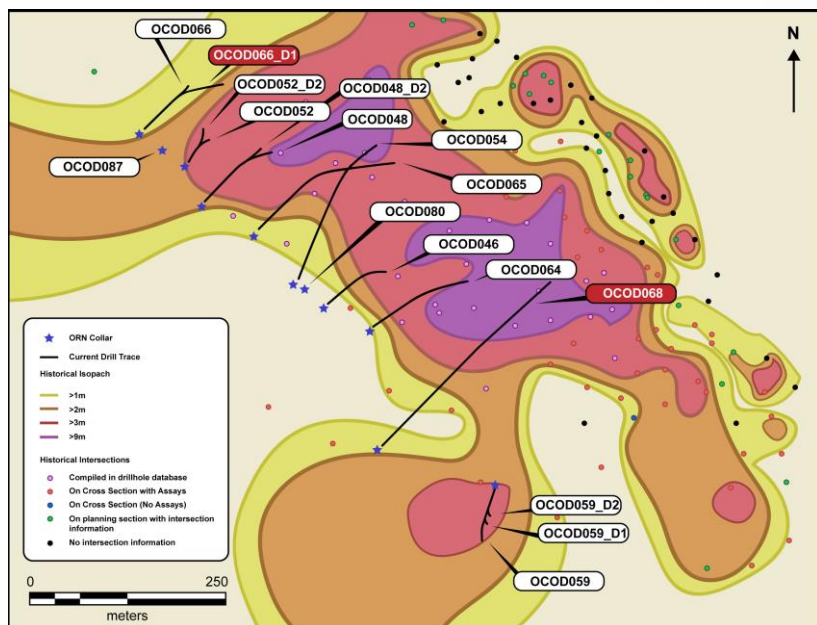 OCOD066
OCOD066_D1
N
OCOD052_D2
OCOD048_D2
OCOD052
OCOD048
OCOD054
OCOD087
OCOD065
OCOD080
OCOD046
OCOD064
OCOD068
ORN Collar
Current Drill Trace
Historical Isopach
>1m
>2m
>3m
>9m
Historical Intersections
Compiled in drillhole database
On Cross Section with Assays
On Cross Section (No Assays)
On planning section with intersection
information
No intersection information
OCOD059_D2
OCOD059_D1
OCOD059
0
250
meters